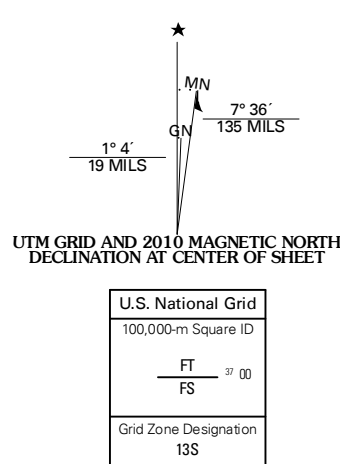 ★
MN
7° 36´
135 MILS
GN
1° 4´
19 MILS
UTM GRID AND 2010 MAGNETIC NORTH
DECLINATION AT CENTER OF SHEET
U.S. National Grid
100,000-m Square ID
FT
37 00
FS
Grid Zone Designation
13S